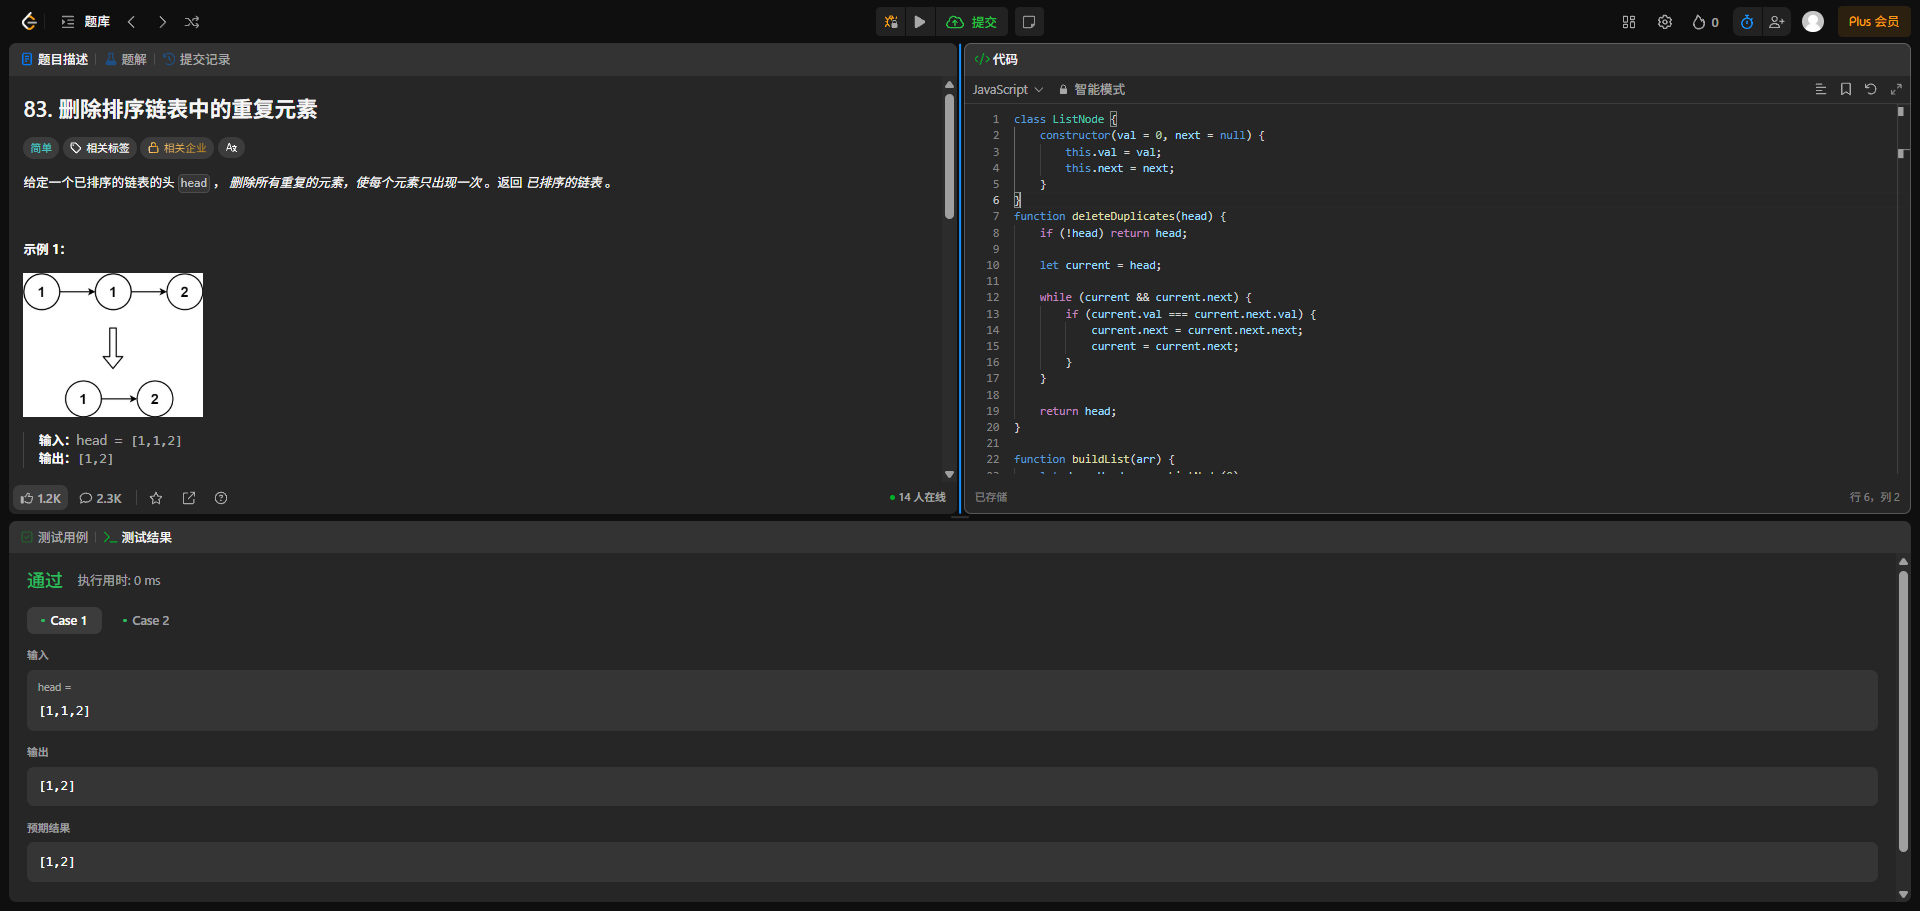 题库
提交
0
Plus 会员
题目描述
题解
提交记录
83. 删除排序链表中的重复元素
简单
相关标签
相关企业
给定一个已排序的链表的头 head ， 删除所有重复的元素，使每个元素只出现一次 。返回 已排序的链表 。
示例 1：
1 1 2
1 2
输入：head = [1,1,2]
输出：[1,2]
1.2K
2.3K
14 人在线
</> 代码
JavaScript
智能模式
1 class ListNode {
2 constructor(val = 0, next = null) {
3 this.val = val;
4 this.next = next;
5 }
6 }
7 function deleteDuplicates(head) {
8 if (!head) return head;
9
10 let current = head;
11
12 while (current && current.next) {
13 if (current.val === current.next.val) {
14 current.next = current.next.next;
15 current = current.next;
16 }
17 }
18
19 return head;
20 }
21
22 function buildList(arr) {
已存储
行 6，列 2
测试用例
测试结果
通过
执行用时: 0 ms
Case 1
Case 2
输入
head =
[1,1,2]
输出
[1,2]
预期结果
[1,2]